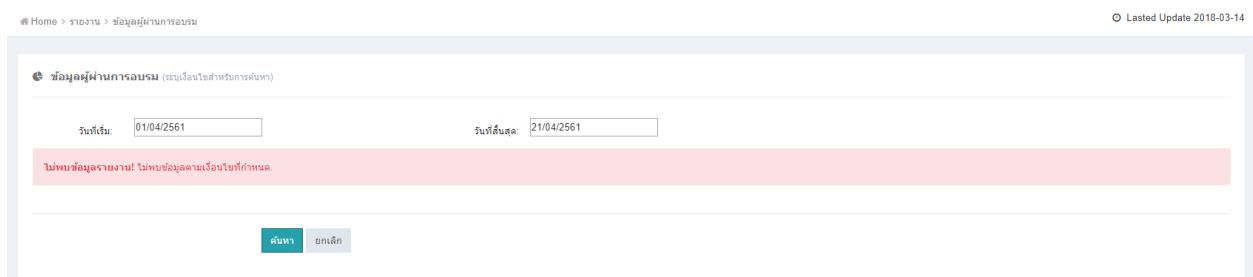 Home > รายงาน > ข้อมูลผู้ผ่านการอบรม
Lasted Update 2018-03-14
ข้อมูลผู้ผ่านการอบรม (ระบุเงื่อนไขสำหรับการค้นหา)
วันที่เริ่ม: 01/04/2561 วันที่สิ้นสุด: 21/04/2561
ไม่พบข้อมูลรายงาน! ไม่พบข้อมูลตามเงื่อนไขที่กำหนด.
ค้นหา ยกเลิก